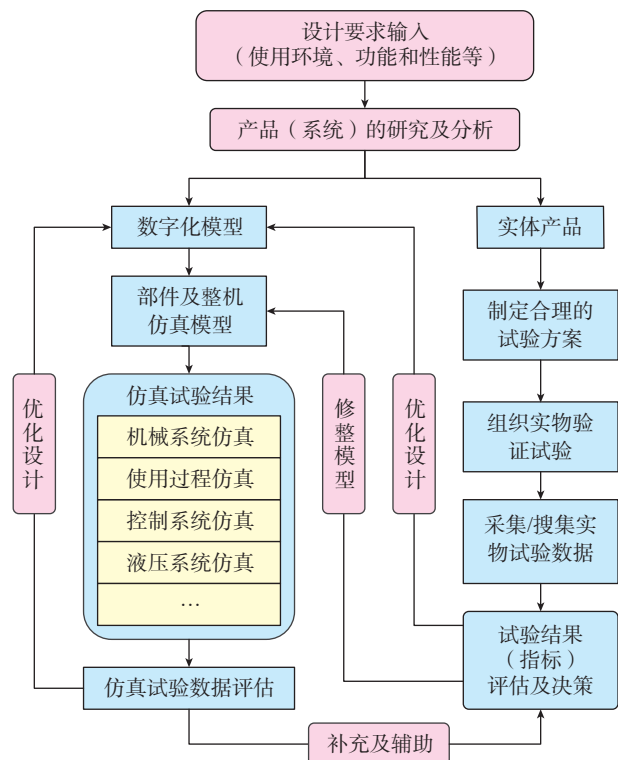 设计要求输入
（使用环境、功能和性能等）
产品（系统）的研究及分析
数字化模型
实体产品
部件及整机
仿真模型
制定合理的
试验方案
优化设计
仿真试验结果
机械系统仿真
使用过程仿真
控制系统仿真
液压系统仿真
…
修整模型
优化设计
组织实物验
证试验
采集/搜集实
物试验数据
试验结果
（指标）
评估及决策
仿真试验数据评估
补充及辅助